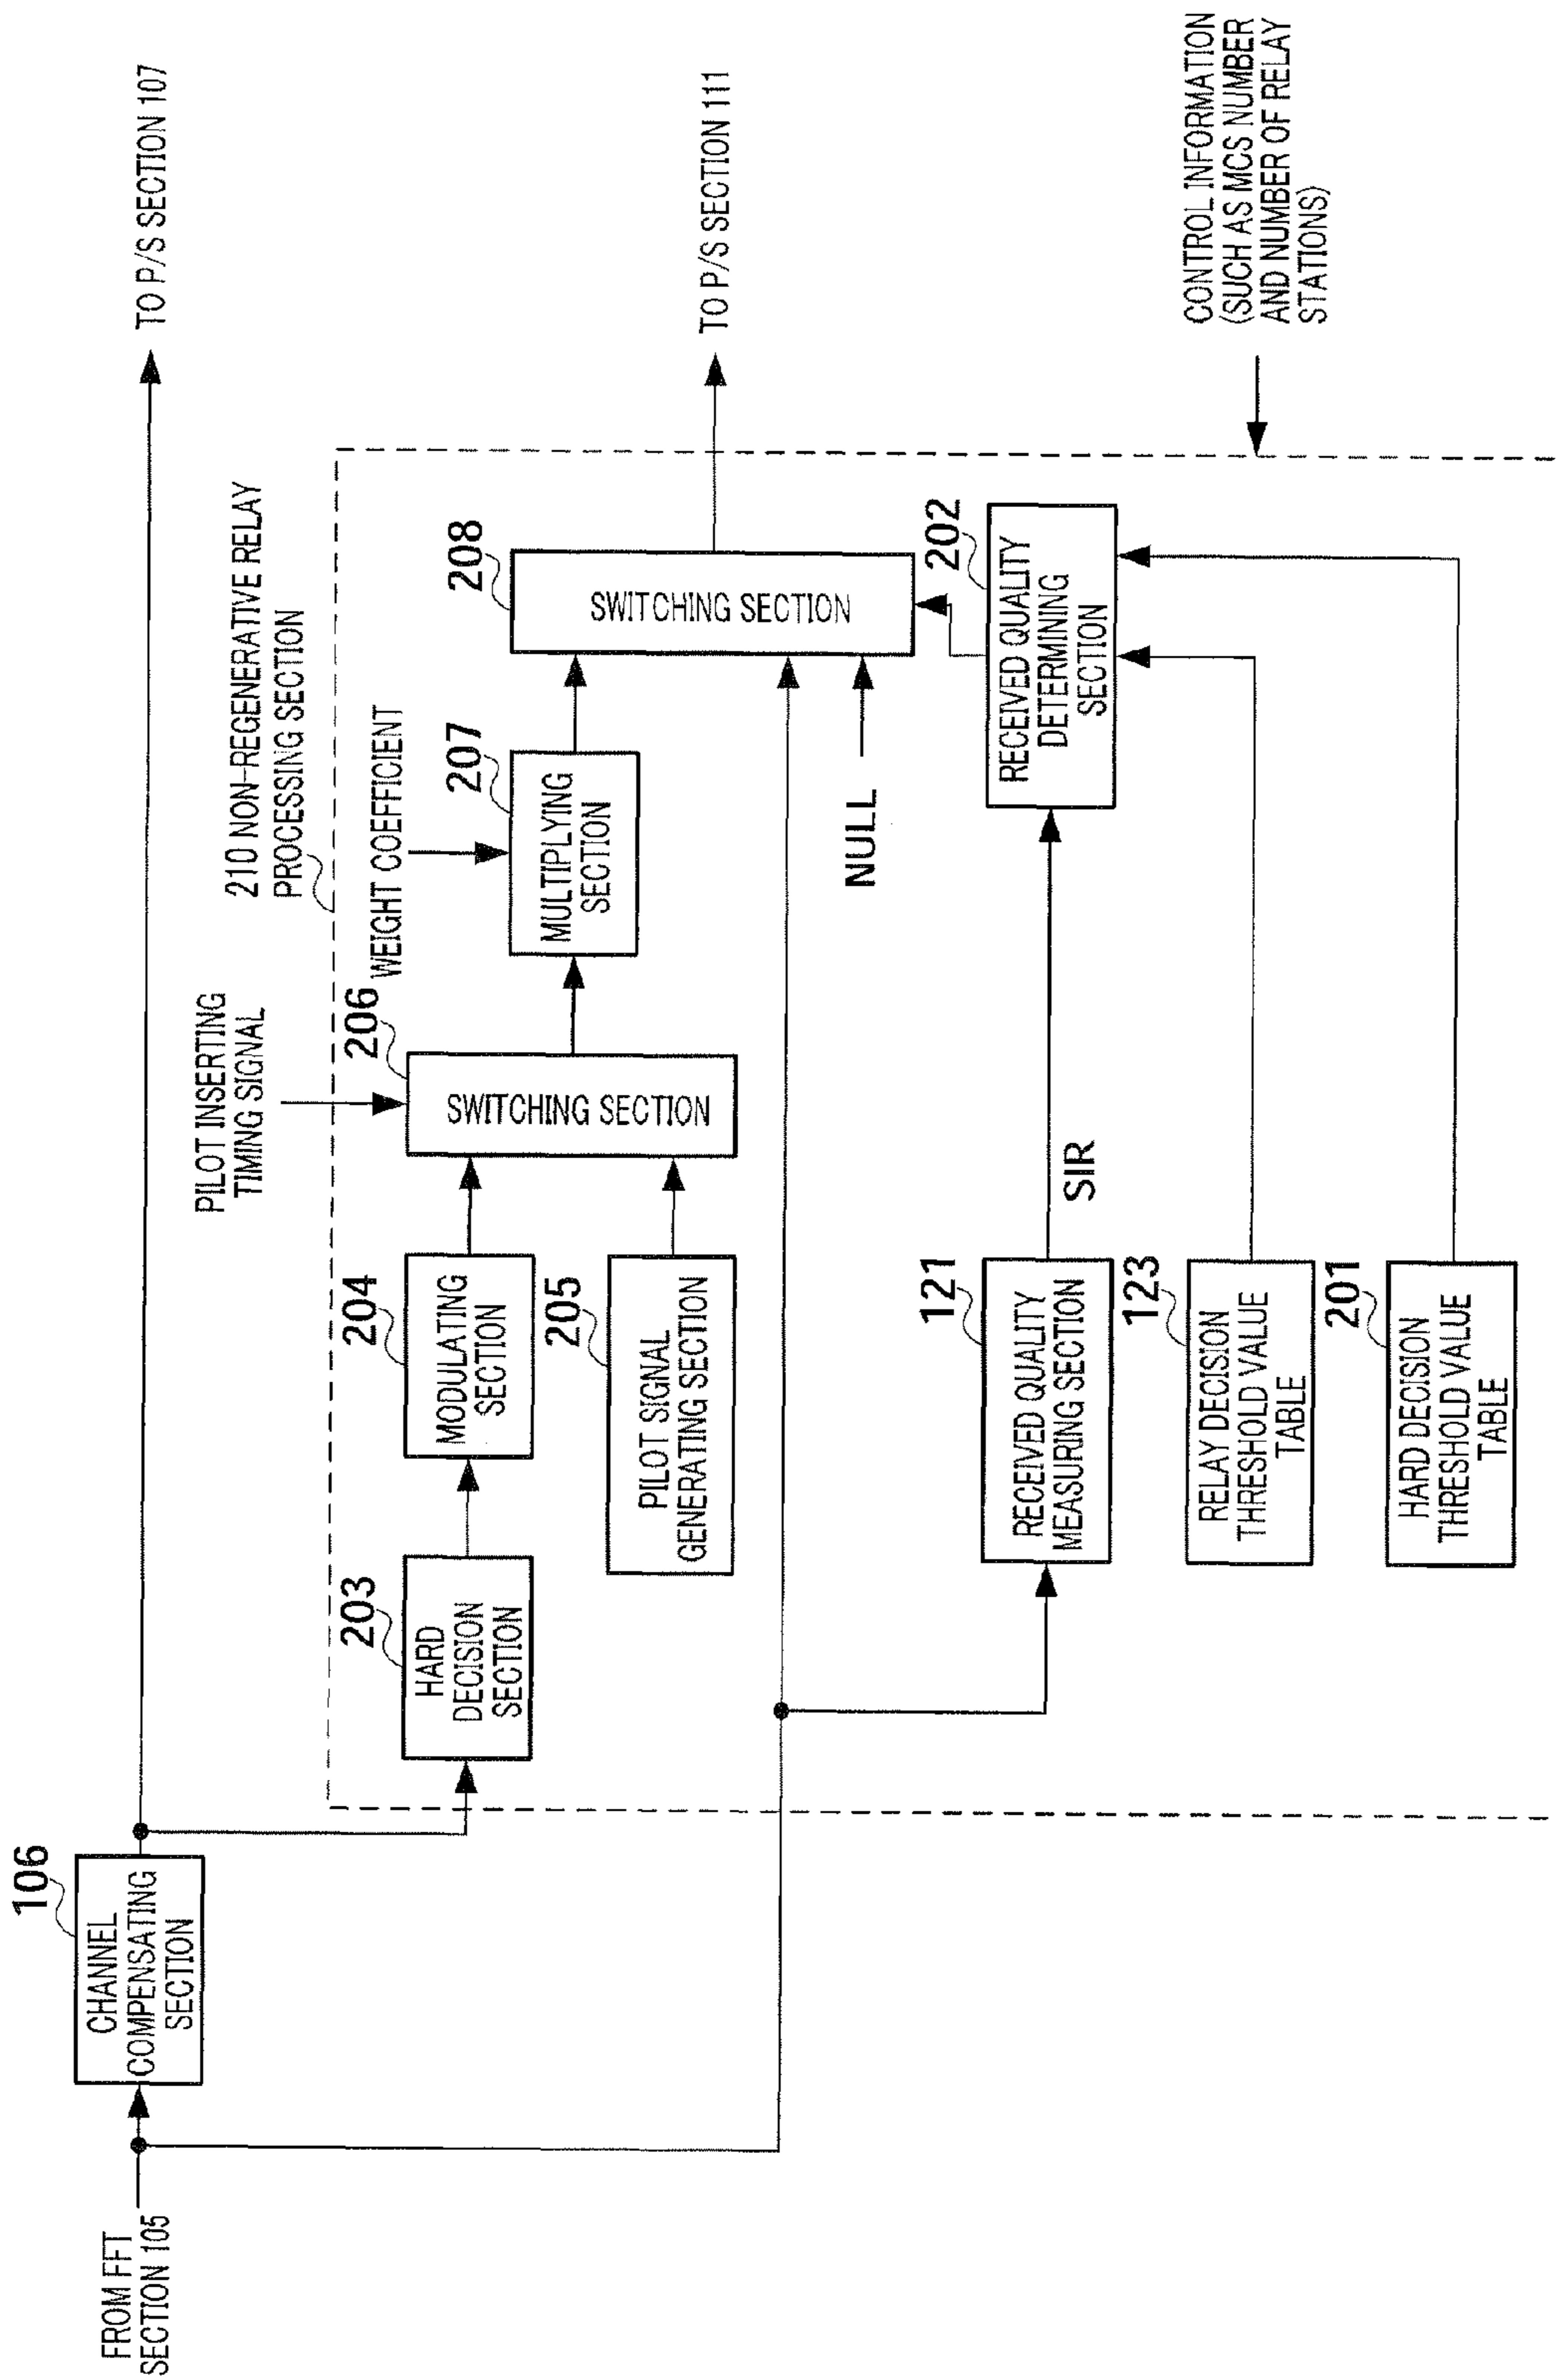 FROM FFT
SECTION 105
106
CHANNEL
COMPENSATING
SECTION
TO P/S SECTION 107
210 NON-REGENERATIVE RELAY
PROCESSING SECTION
PILOT INSERTING
TIMING SIGNAL
WEIGHT COEFFICIENT
203
HARD
DECISION
SECTION
204
MODULATING
SECTION
205
PILOT SIGNAL
GENERATING SECTION
206
SWITCHING SECTION
207
MULTIPLYING
SECTION
208
SWITCHING SECTION
TO P/S SECTION 111
NULL
121
RECEIVED QUALITY
MEASURING SECTION
SIR
202
RECEIVED QUALITY
DETERMINING
SECTION
123
RELAY DECISION
THRESHOLD VALUE
TABLE
201
HARD DECISION
THRESHOLD VALUE
TABLE
CONTROL INFORMATION
(SUCH AS MCS NUMBER
AND NUMBER OF RELAY
STATIONS)